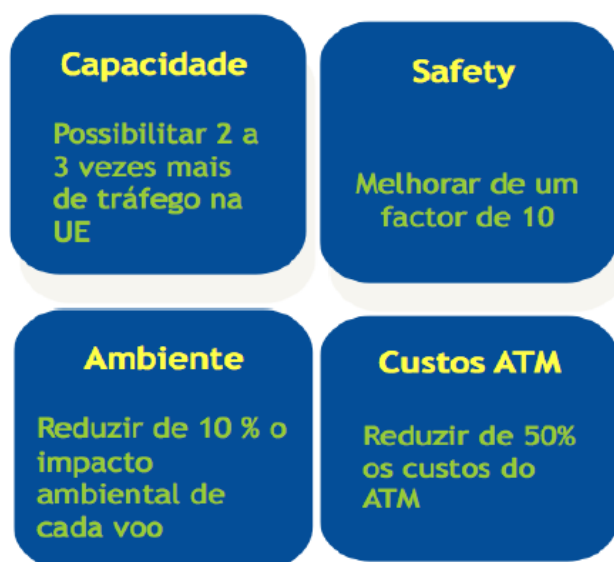 Capacidade
Possibilitar 2 a
3 vezes mais
de tráfego na
UE
Safety
Melhorar de um
factor de 10
Ambiente
Reduzir de 10 % o
impacto
ambiental de
cada voo
Custos ATM
Reduzir de 50%
os custos do
ATM